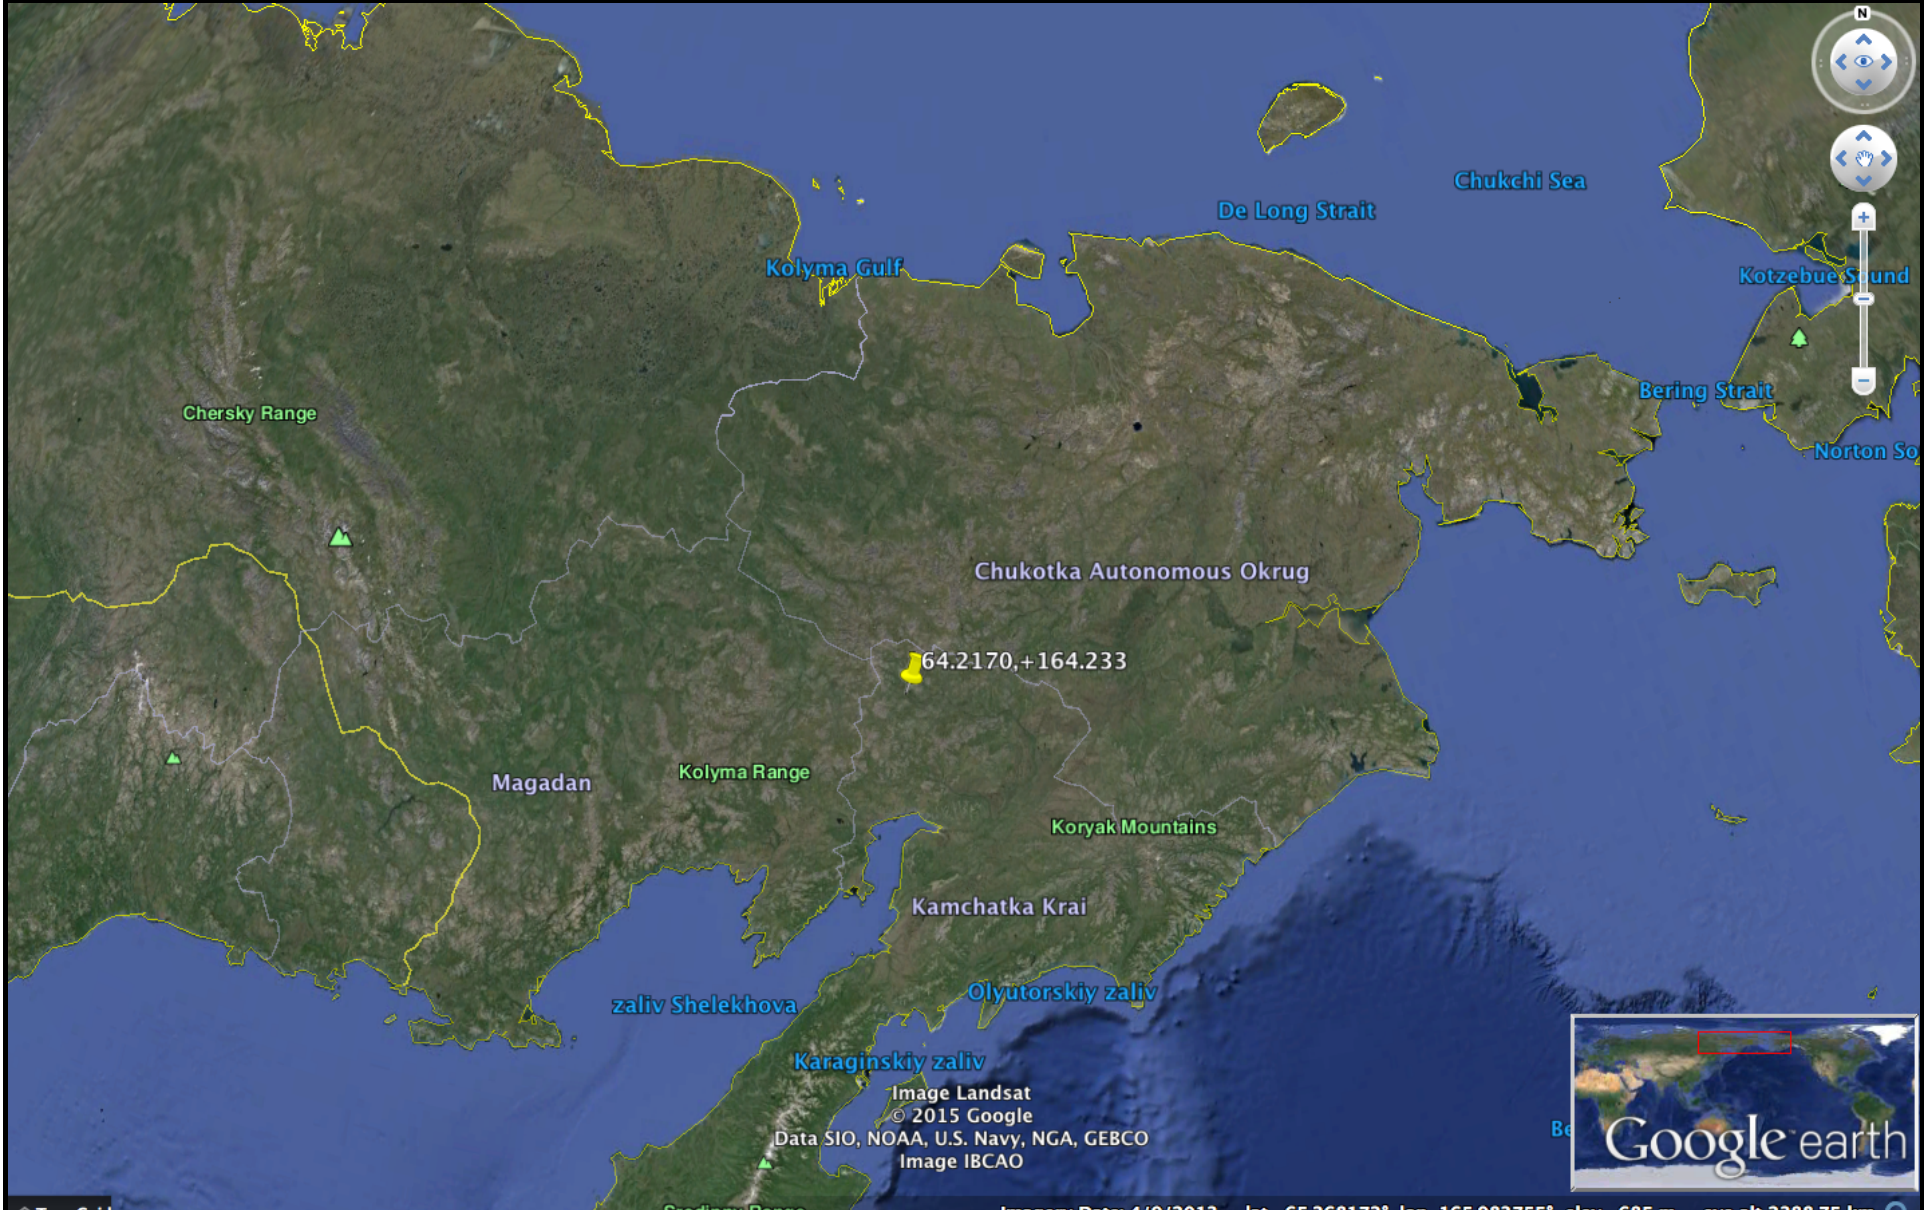 N
Chukchi Sea
De Long Strait
Kolyma Gulf
Kotzebue Sound
Bering Strait
Chersky Range
Norton So
Chukotka Autonomous Okrug
64.2170,+164.233
Kolyma Range
Magadan
Koryak Mountains
Kamchatka Krai
Olyutorskiy zaliv
zaliv Shelekhova
Karaginskiy zaliv
Image Landsat
© 2015 Google
Data SIO, NOAA, U.S. Navy, NGA, GEBCO
Image IBCAO
Be
Google earth